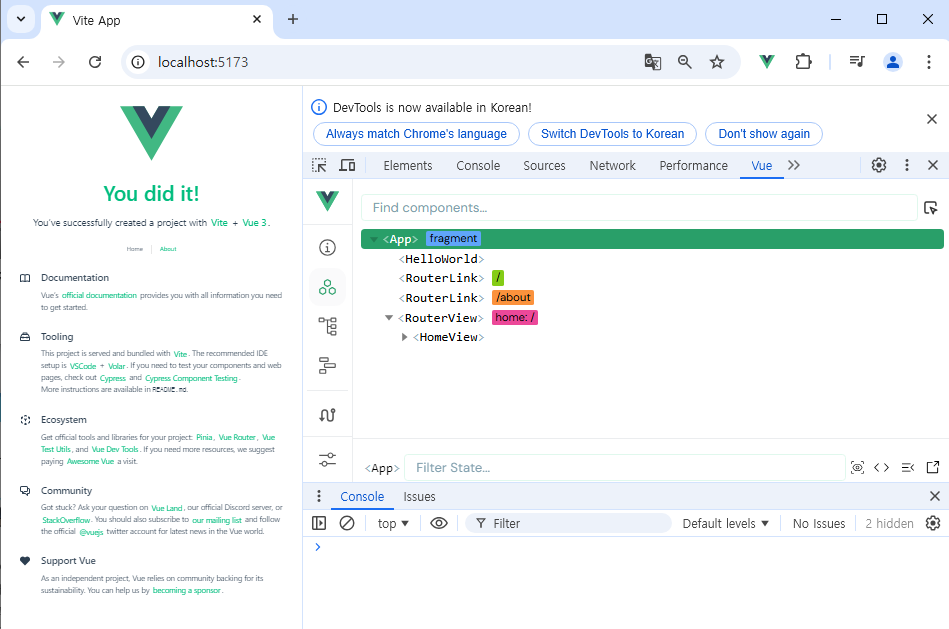 Vite App
localhost:5173
You did it!
You've successfully created a project with Vite + Vue 3.
Home About
Documentation
Vue's official documentation provides you with all information you need
to get started.
Tooling
This project is served and bundled with Vite. The recommended IDE
setup is VSCode + Volar. If you need to test your components and web
pages, check out Cypress and Cypress Component Testing.
More instructions are available in README.md.
Ecosystem
Get official tools and libraries for your project: Pinia, Vue Router, Vue
Test Utils, and Vue Dev Tools. If you need more resources, we suggest
paying Awesome Vue a visit.
Community
Got stuck? Ask your question on Vue Land, our official Discord server, or
StackOverflow. You should also subscribe to our mailing list and follow
the official @vuejs twitter account for latest news in the Vue world.
Support Vue
As an independent project, Vue relies on community backing for its
sustainability. You can help us by becoming a sponsor.
DevTools is now available in Korean!
Always match Chrome's language Switch DevTools to Korean Don't show again
Elements Console Sources Network Performance Vue
Find components...
<App> fragment
<HelloWorld>
<RouterLink> /
<RouterLink> /about
<RouterView> home: /
<HomeView>
<App> Filter State...
Console Issues
top Filter Default levels No Issues 2 hidden